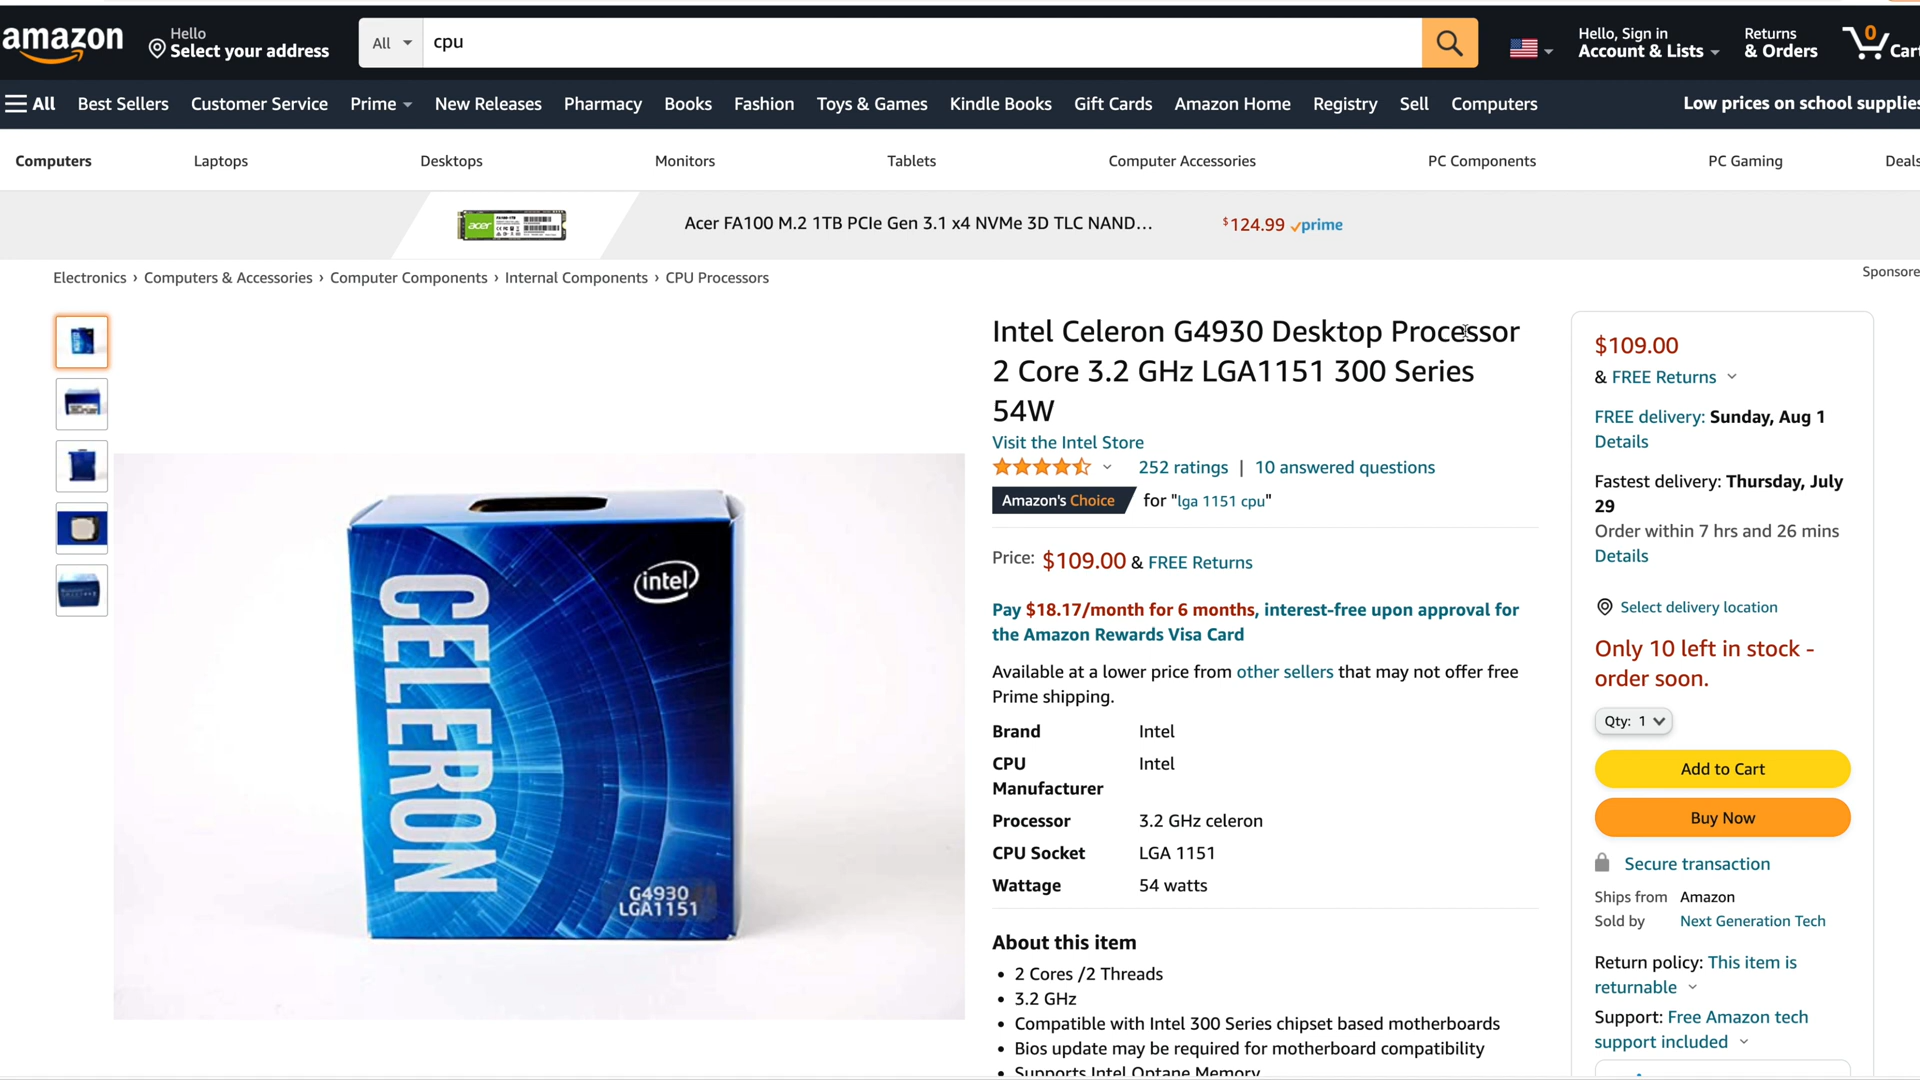 amazon
Hello
Select your address
All
cpu
Hello, Sign in
Account & Lists
Returns
& Orders
0
Cart
All
Best Sellers
Customer Service
Prime
New Releases
Pharmacy
Books
Fashion
Toys & Games
Kindle Books
Gift Cards
Amazon Home
Registry
Sell
Computers
Low prices on school supplies
Computers
Laptops
Desktops
Monitors
Tablets
Computer Accessories
PC Components
PC Gaming
Deals
acer
Acer FA100 M.2 1TB PCIe Gen 3.1 x4 NVMe 3D TLC NAND…
$124.99 prime
Electronics › Computers & Accessories › Computer Components › Internal Components › CPU Processors
Sponsore
CELERON
intel
G4930
LGA1151
Intel Celeron G4930 Desktop Processor
2 Core 3.2 GHz LGA1151 300 Series
54W
Visit the Intel Store
252 ratings | 10 answered questions
Amazon's Choice for "lga 1151 cpu"
Price: $109.00 & FREE Returns
Pay $18.17/month for 6 months, interest-free upon approval for
the Amazon Rewards Visa Card
Available at a lower price from other sellers that may not offer free
Prime shipping.
Brand Intel
CPU Intel
Manufacturer
Processor 3.2 GHz celeron
CPU Socket LGA 1151
Wattage 54 watts
About this item
• 2 Cores /2 Threads
• 3.2 GHz
• Compatible with Intel 300 Series chipset based motherboards
• Bios update may be required for motherboard compatibility
• Supports Intel Optane Memory
$109.00
& FREE Returns
FREE delivery: Sunday, Aug 1
Details
Fastest delivery: Thursday, July
29
Order within 7 hrs and 26 mins
Details
Select delivery location
Only 10 left in stock -
order soon.
Qty: 1
Add to Cart
Buy Now
Secure transaction
Ships from Amazon
Sold by Next Generation Tech
Return policy: This item is
returnable
Support: Free Amazon tech
support included